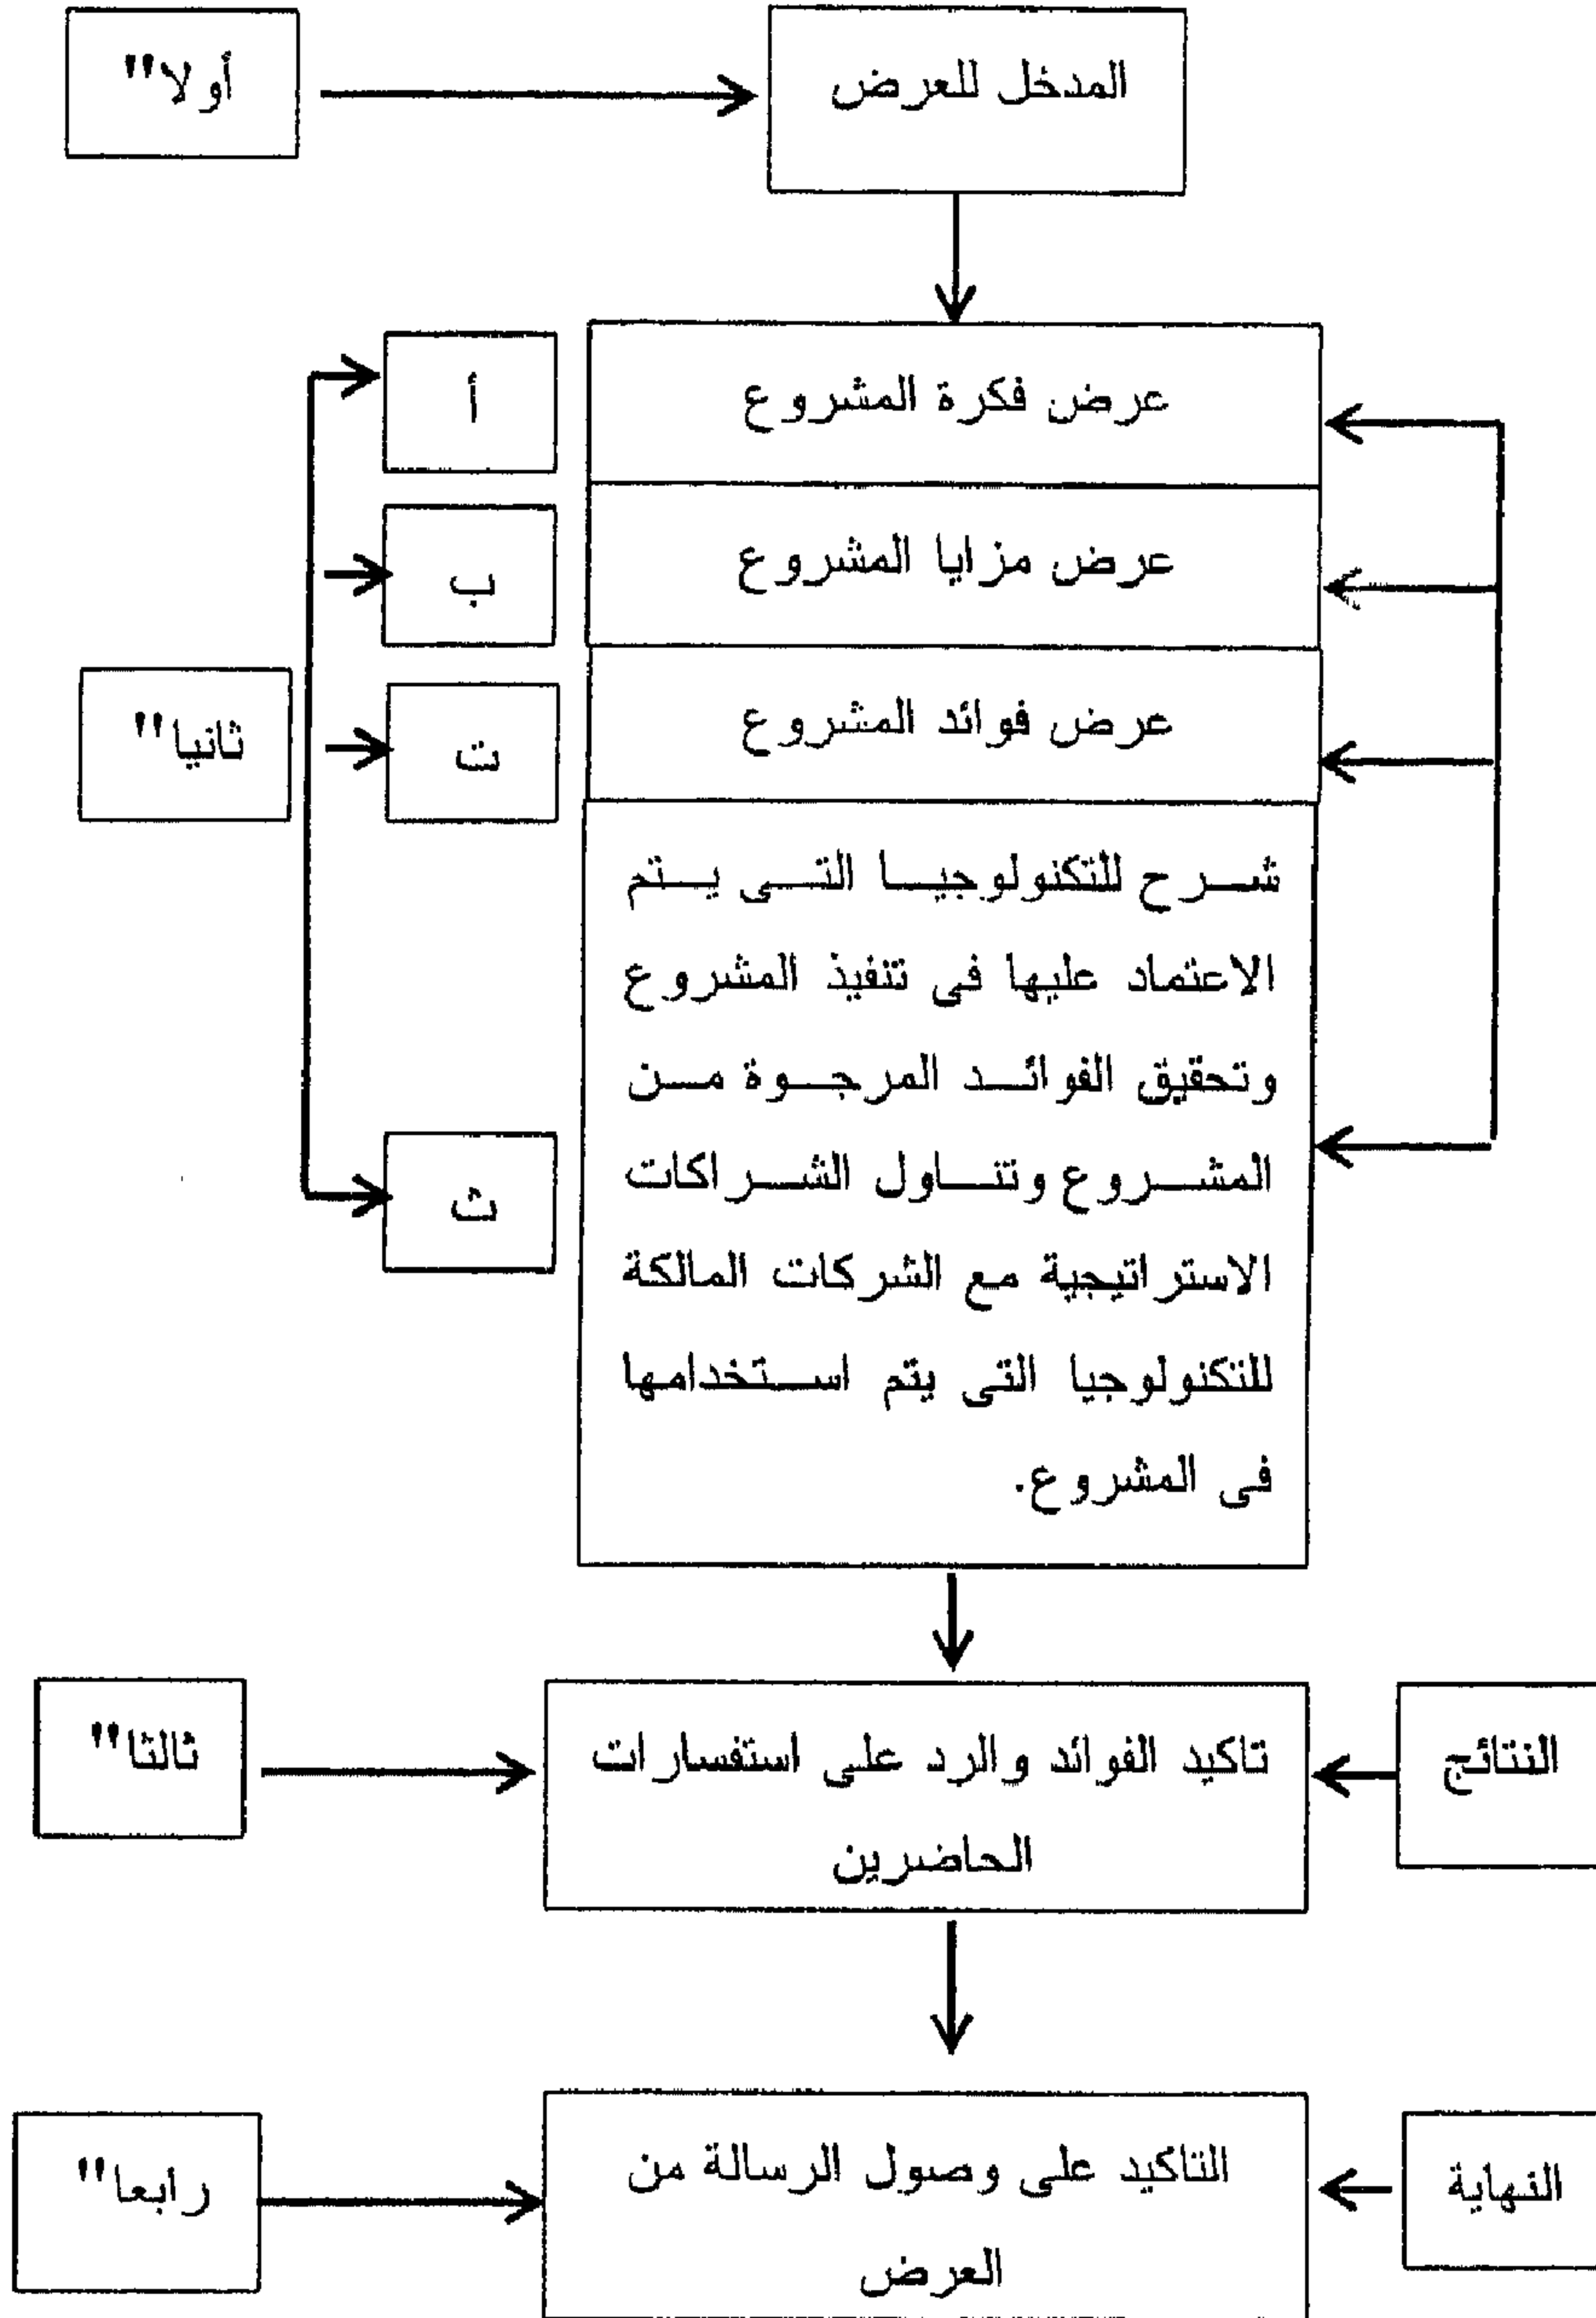 أولا"
المدخل للعرض
أ
عرض فكرة المشروع
ب
عرض مزايا المشروع
ثانيا"
ت
عرض فوائد المشروع
ث
شرح للتكنولوجيا التى يتم
الاعتماد عليها فى تنفيذ المشروع
وتحقيق الفوائد المرجوة من
المشروع وتتناول الشراكات
الاستراتيجية مع الشركات المالكة
للتكنولوجيا التى يتم استخدامها
فى المشروع.
ثالثا"
تاكيد الفوائد والرد على استفسارات
الحاضرين
النتائج
رابعا"
التاكيد على وصول الرسالة من
العرض
النهاية